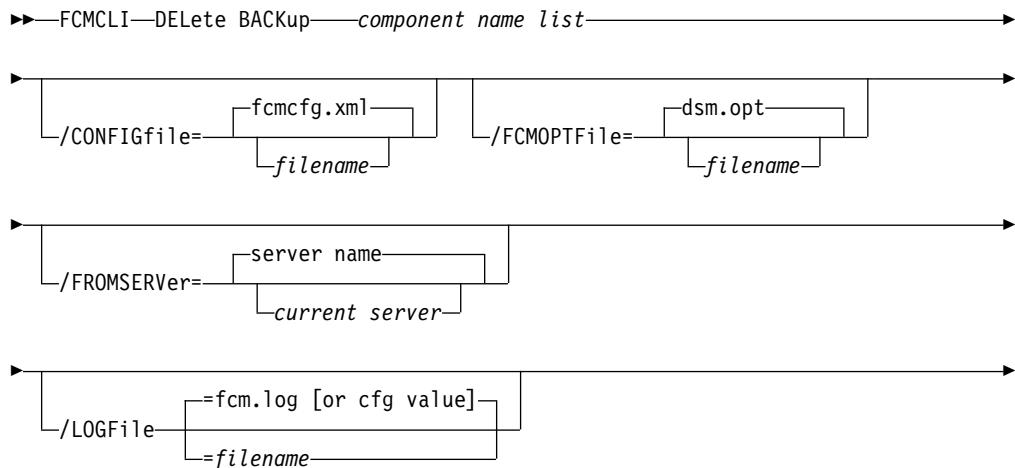 FCMCLI DELete BACKup component name list
fcmcfg.xml dsm.opt
/CONFIGfile= /FCMOPTFile=
filename filename
server name
/FROMSERVer=
current server
=fcm.log [or cfg value]
/LOGFile
=filename